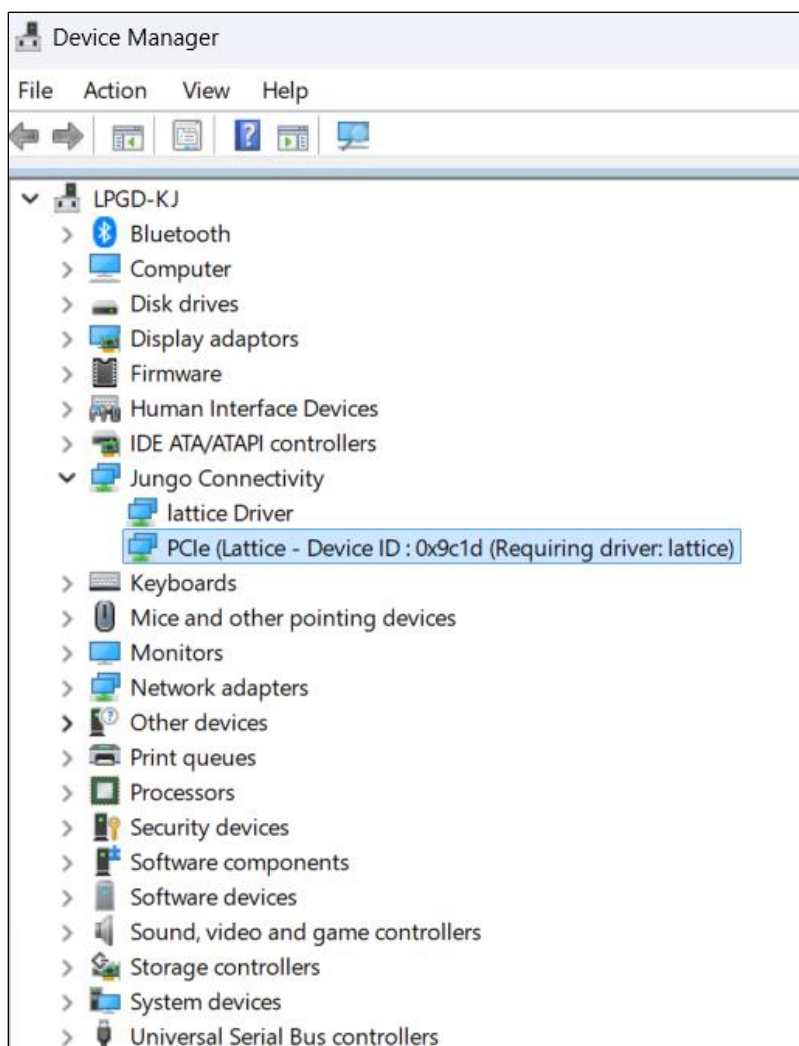 Device Manager
File Action View Help
LPGD-KJ
Bluetooth
Computer
Disk drives
Display adaptors
Firmware
Human Interface Devices
IDE ATA/ATAPI controllers
Jungo Connectivity
lattice Driver
PCIe (Lattice - Device ID : 0x9c1d (Requiring driver: lattice)
Keyboards
Mice and other pointing devices
Monitors
Network adapters
Other devices
Print queues
Processors
Security devices
Software components
Software devices
Sound, video and game controllers
Storage controllers
System devices
Universal Serial Bus controllers